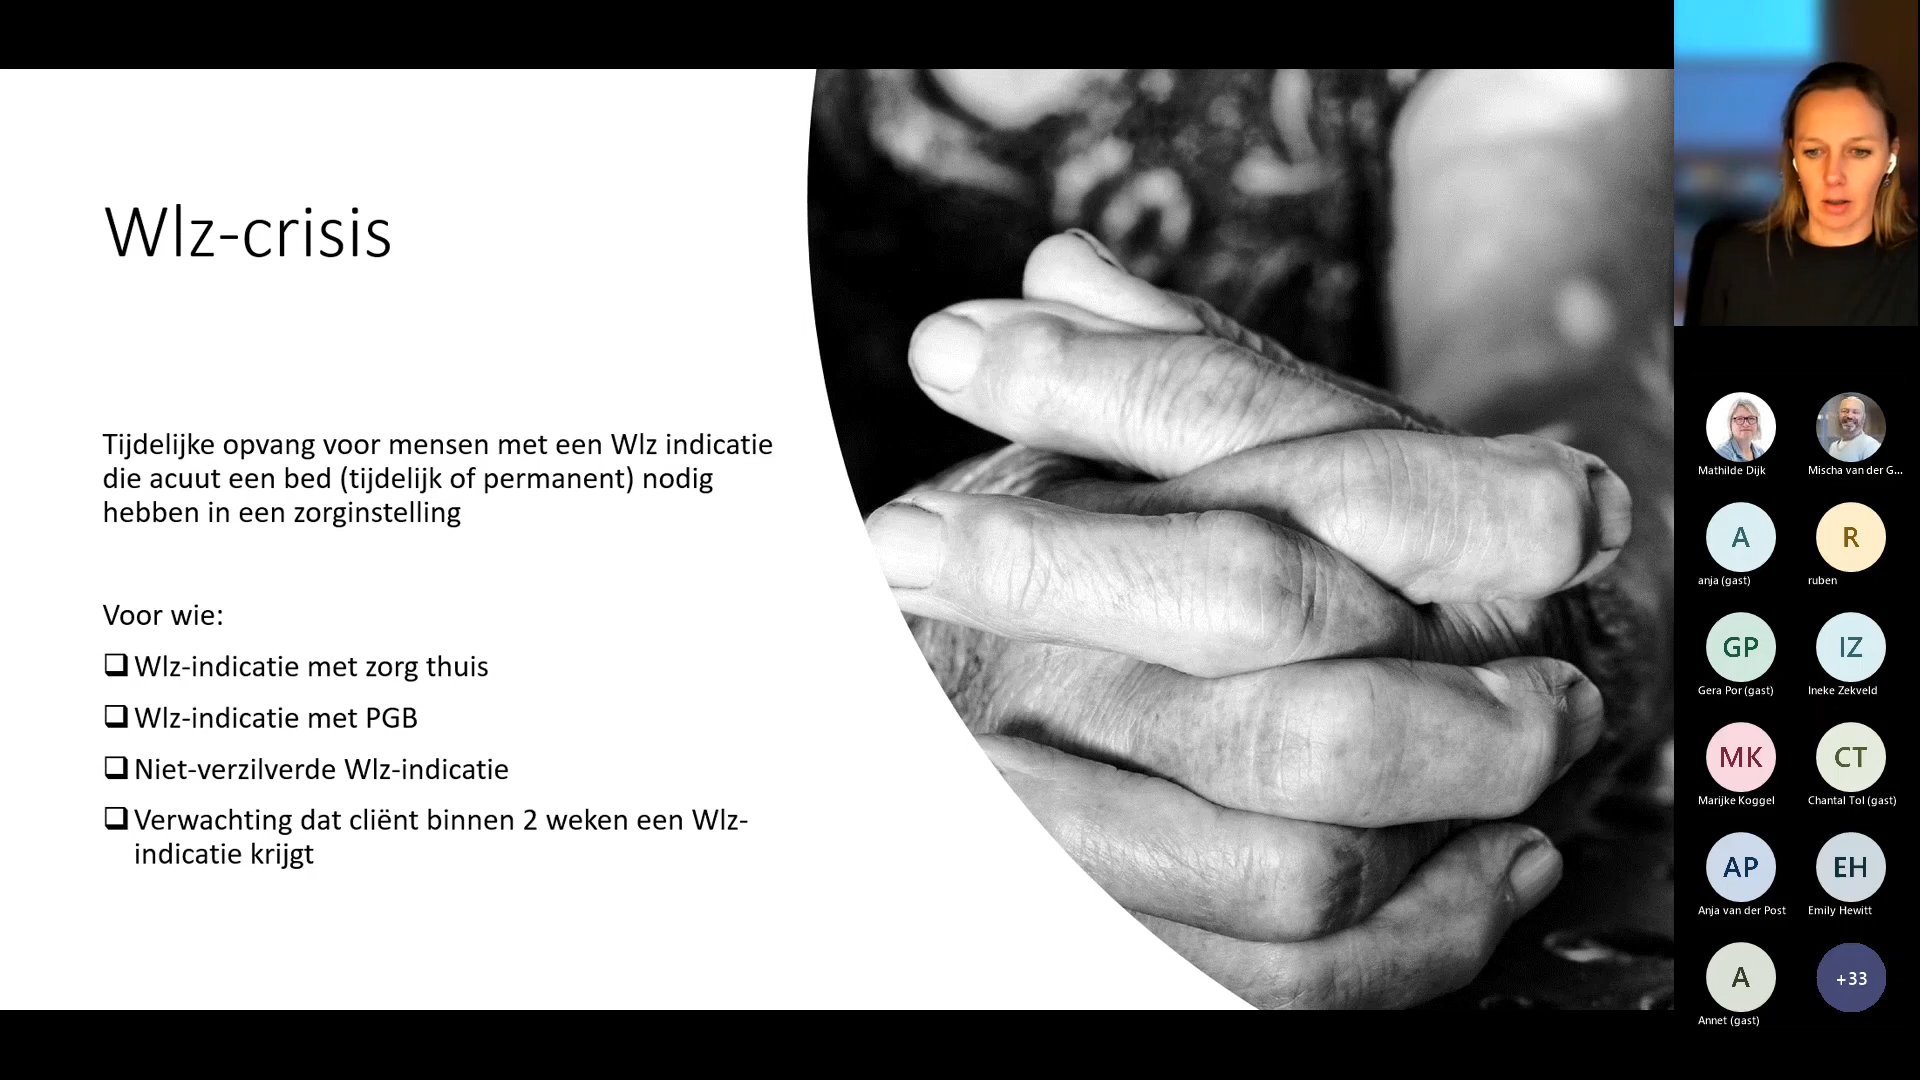 Wlz-crisis
Tijdelijke opvang voor mensen met een Wlz indicatie
die acuut een bed (tijdelijk of permanent) nodig
hebben in een zorginstelling
Voor wie:
Wlz-indicatie met zorg thuis
Wlz-indicatie met PGB
Niet-verzilverde Wlz-indicatie
Verwachting dat cliënt binnen 2 weken een Wlz-
indicatie krijgt
Mathilde Dijk
Mischa van der G...
A
R
anja (gast)
ruben
GP
IZ
Gera Por (gast)
Ineke Zekveld
MK
CT
Marijke Koggel
Chantal Tol (gast)
AP
EH
Anja van der Post
Emily Hewitt
A
+33
Annet (gast)